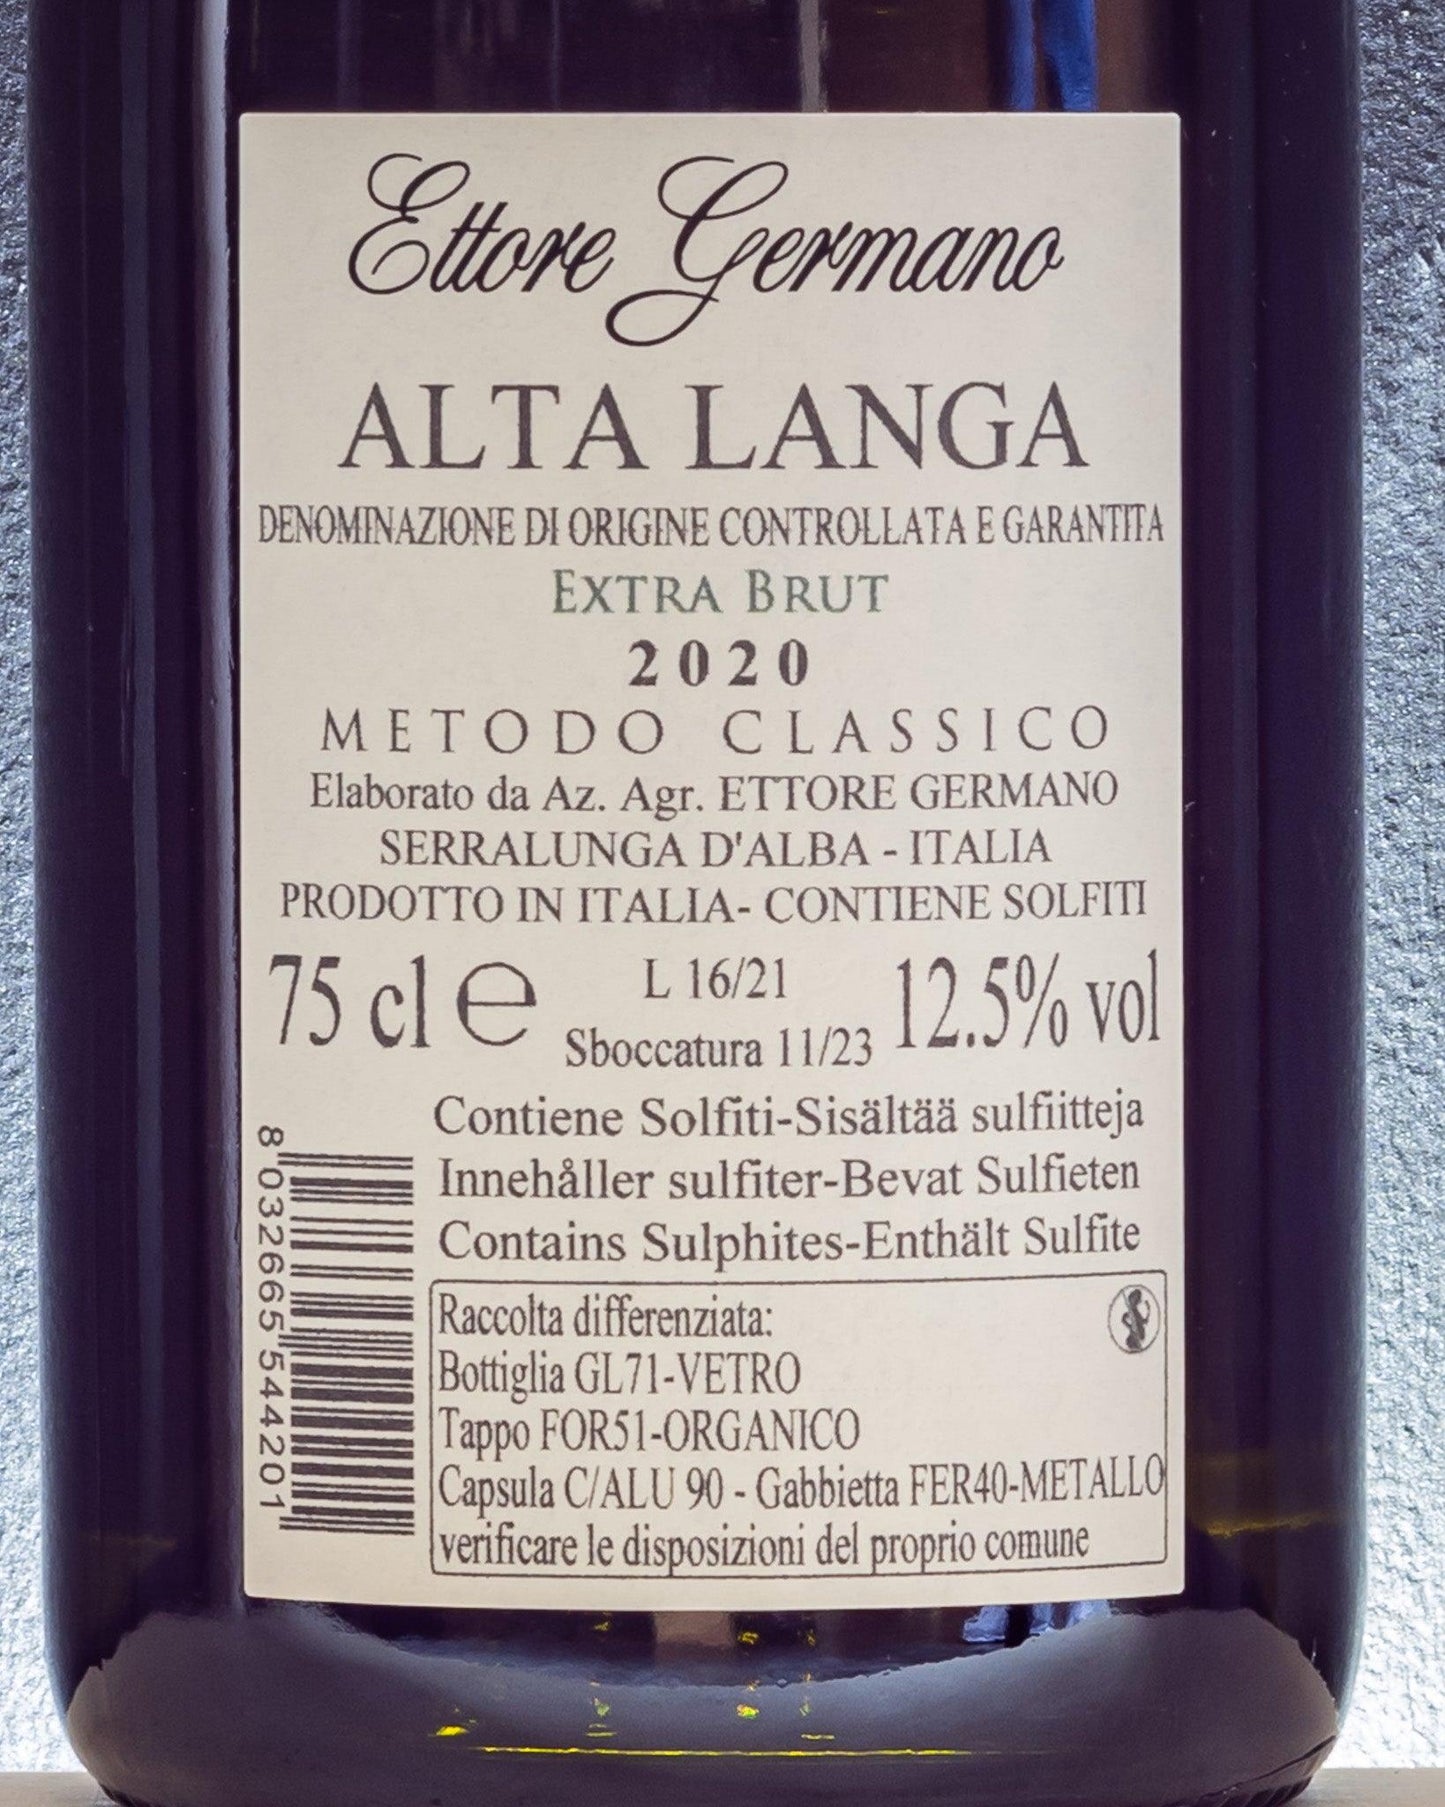 Ettore Germano
ALTA LANGA
DENOMINAZIONE DI ORIGINE CONTROLLATA E GARANTITA
EXTRA BRUT
2020
METODO CLASSICO
Elaborato da Az. Agr. ETTORE GERMANO
SERRALUNGA D'ALBA - ITALIA
PRODOTTO IN ITALIA- CONTIENE SOLFITI
75 cl e
L 16/21
Sboccatura 11/23
12.5% vol
Contiene Solfiti-Sisältää sulfiitteja
Innehåller sulfiter-Bevat Sulfieten
Contains Sulphites-Enthält Sulfite
8 032665 544201
Raccolta differenziata:
Bottiglia GL71-VETRO
Tappo FOR51-ORGANICO
Capsula C/ALU 90 - Gabbietta FER40-METALLO
verificare le disposizioni del proprio comune